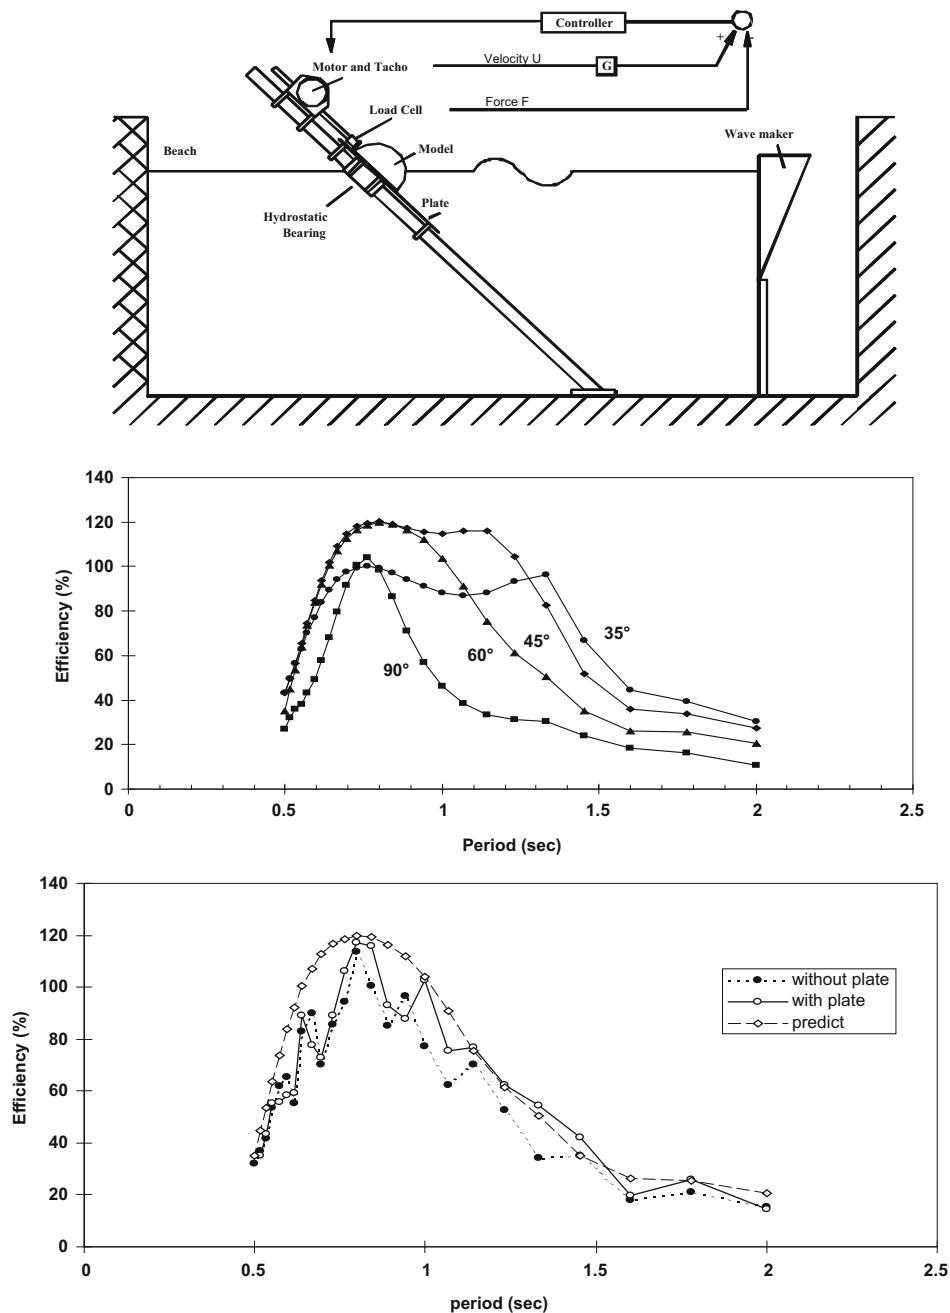 Controller
+
Motor and Tacho
Velocity U
G
Load Cell
Force F
Beach
Model
Wave maker
Hydrostatic
Bearing
Plate
140
120
100
80
60
40
20
0
Efficiency (%)
90°
60°
45°
35°
0
0.5
1
1.5
2
2.5
Period (sec)
140
120
100
80
60
40
20
0
Efficiency (%)
without plate
with plate
predict
0
0.5
1
1.5
2
2.5
period (sec)